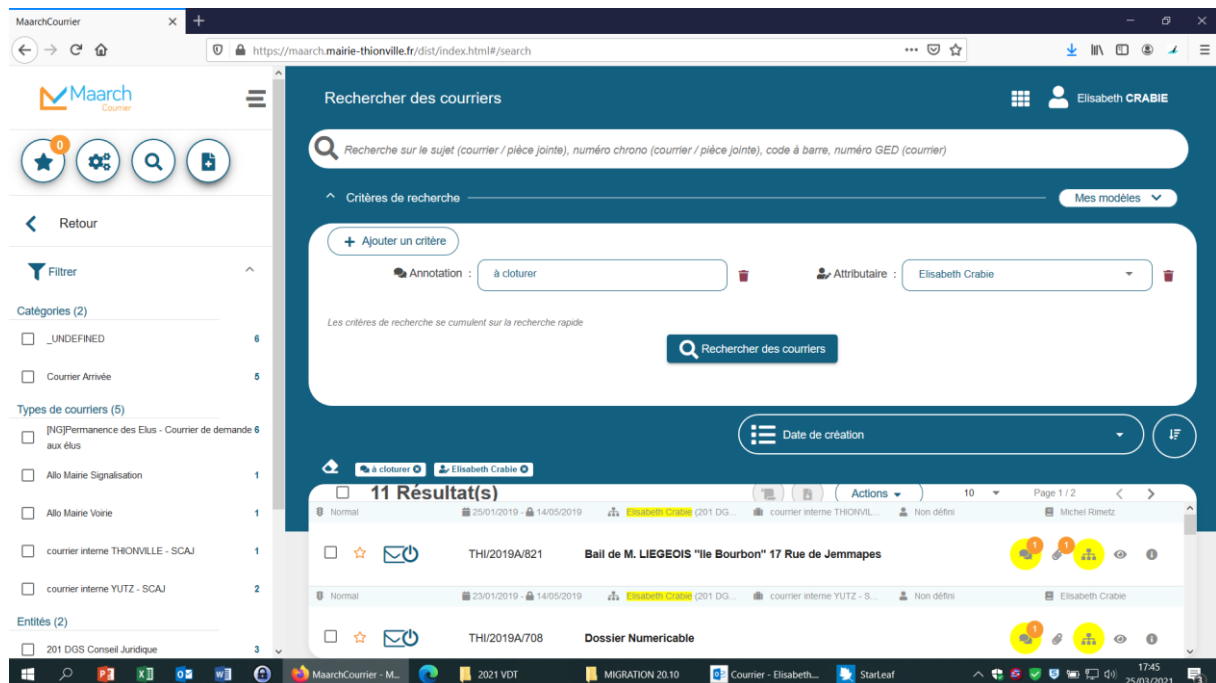 MaarchCourrier
https://maarch.mairie-thionville.fr/dist/index.html#/search
Maarch
Courrier
Rechercher des courriers
Elisabeth CRABIE
0
Recherche sur le sujet (courrier / pièce jointe), numéro chrono (courrier / pièce jointe), code à barre, numéro GED (courrier)
Critères de recherche
Mes modèles
Retour
+ Ajouter un critère
Filtrer
Annotation : à cloturer
Attributaire : Elisabeth Crabie
Catégories (2)
Les critères de recherche se cumulent sur la recherche rapide
_UNDEFINED 6
Rechercher des courriers
Courrier Arrivée 5
Types de courriers (5)
[NG]Permanence des Elus - Courrier de demande 6
aux élus
Date de création
Allo Mairie Signalisation 1
à cloturer Elisabeth Crabie
11 Résultat(s)
Actions
10
Page 1 / 2
Allo Mairie Voirie 1
Normal 25/01/2019 - 14/05/2019 Elisabeth Crabie (201 DG... courrier interne THIONVIL... Non défini Michel Rimetz
courrier interne THIONVILLE - SCAJ 1
THI/2019A/821 Bail de M. LIEGEOIS "Ile Bourbon" 17 Rue de Jemmapes 1 1
courrier interne YUTZ - SCAJ 2
Normal 23/01/2019 - 14/05/2019 Elisabeth Crabie (201 DG... courrier interne YUTZ - S... Non défini Elisabeth Crabie
Entités (2)
THI/2019A/708 Dossier Numericable 1
201 DGS Conseil Juridique 3
MaarchCourrier - M... 2021 VDT MIGRATION 20.10 Courrier - Elisabeth... StarLeaf
17:45
25/03/2021